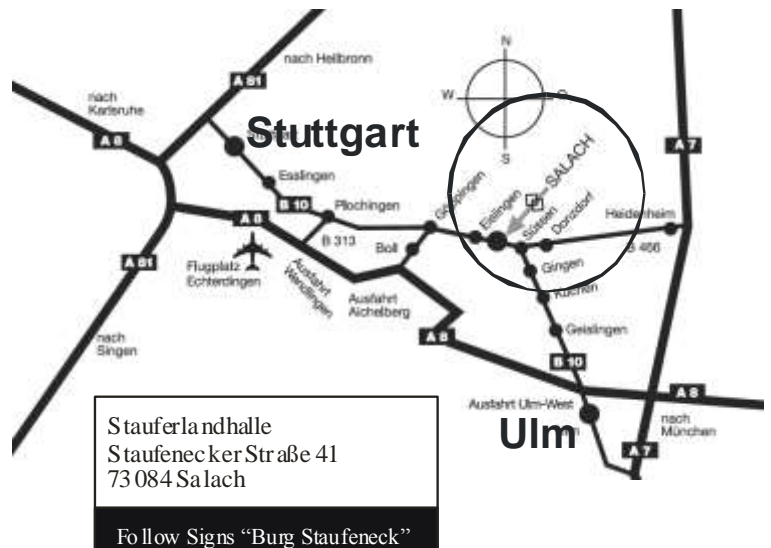 N
W
S
nach Heilbronn
A 81
nach
Karlsruhe
A 8
Stuttgart
A 7
SALACH
Esslingen
B 10
Plochingen
Göppingen
Eislingen
Süssen
Donzdorf
Heidenheim
A 8
B 313
Boll
B 466
A 81
Flugplatz
Echterdingen
Ausfahrt
Wendlingen
Gingen
Kuchen
Ausfahrt
Aichelberg
Geislingen
nach
Singen
A 8
B 10
A 8
Ausfahrt Ulm-West
Ulm
nach
München
A 7
Stauferlandhalle
Staufenecker Straße 41
73084 Salach
Follow Signs “Burg Staufeneck”